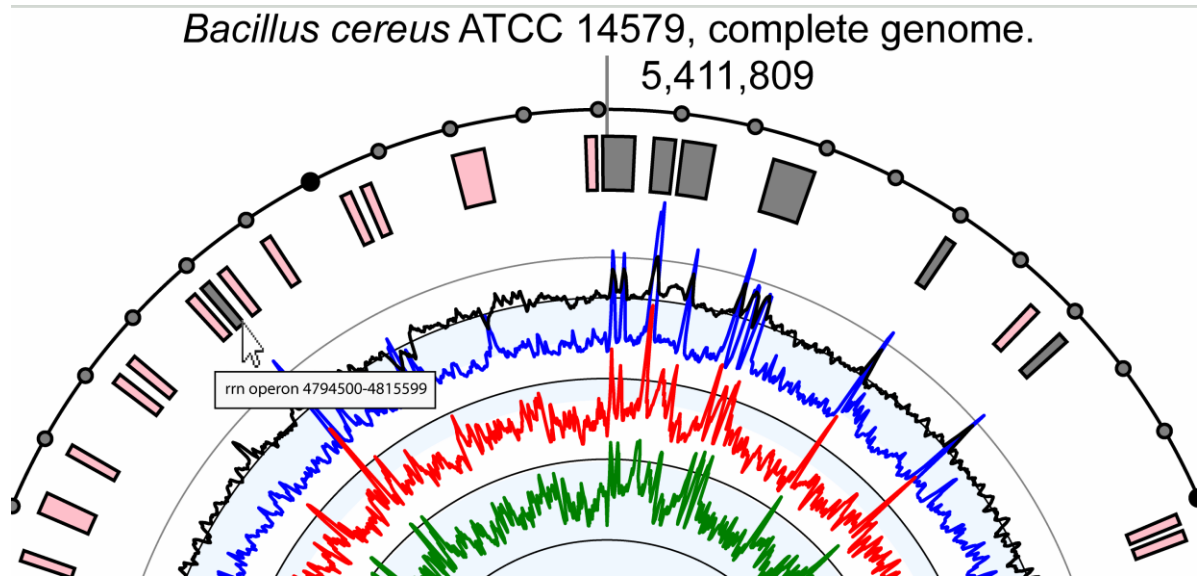 Bacillus cereus ATCC 14579, complete genome.
5,411,809
rrn operon 4794500-4815599